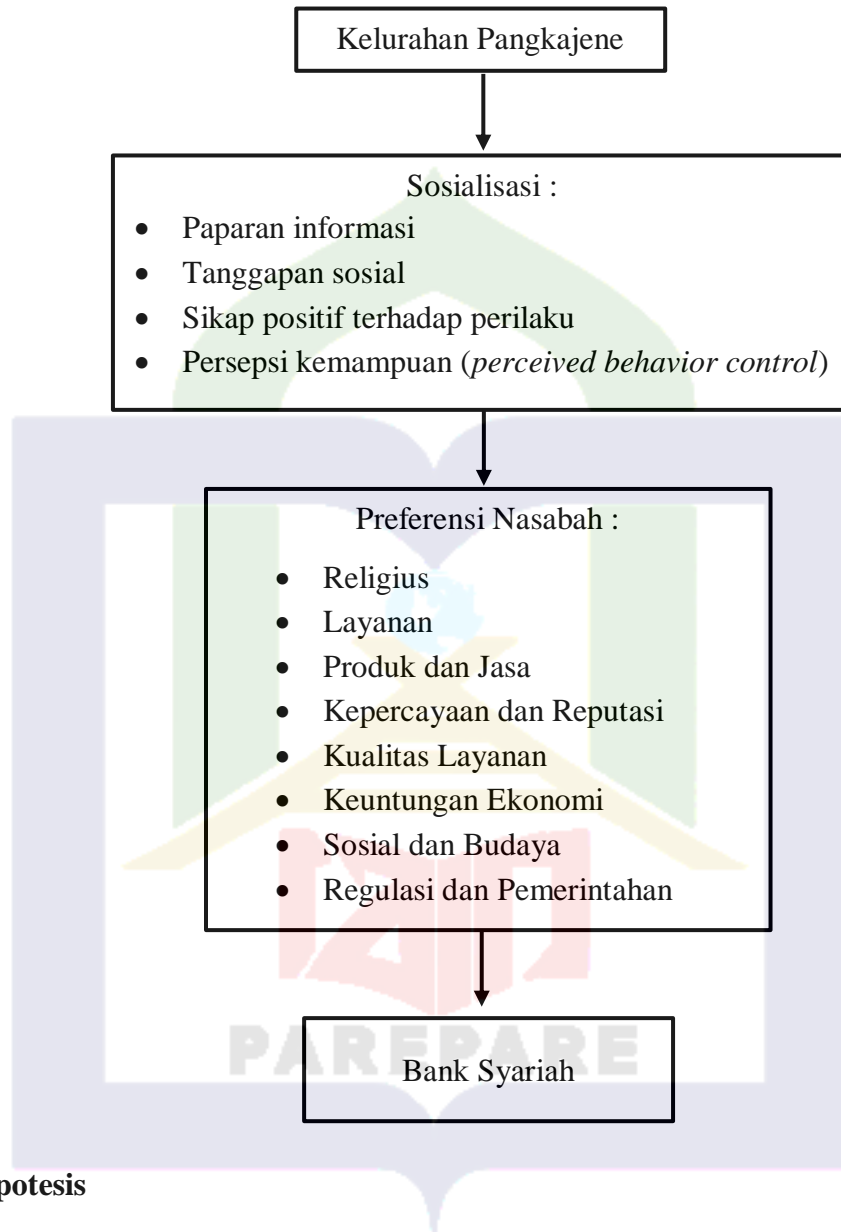 Kelurahan Pangkajene
Sosialisasi :
• Paparan informasi
• Tanggapan sosial
• Sikap positif terhadap perilaku
• Persepsi kemampuan (perceived behavior control)
Preferensi Nasabah :
• Religius
• Layanan
• Produk dan Jasa
• Kepercayaan dan Reputasi
• Kualitas Layanan
• Keuntungan Ekonomi
• Sosial dan Budaya
• Regulasi dan Pemerintahan
PAREPARE
Bank Syariah
potesis